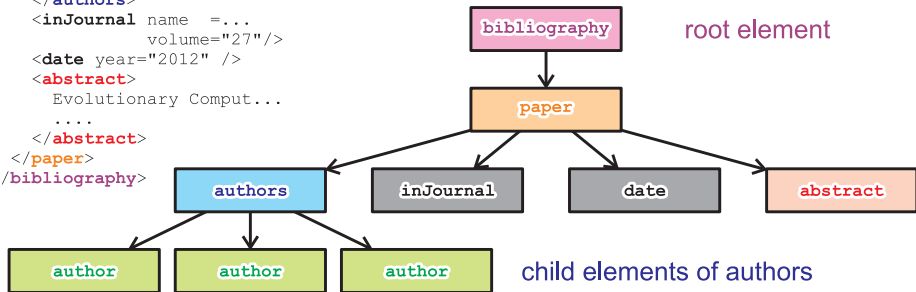 </authors>
<inJournal name  =...
volume="27"/>
<date year="2012" />
<abstract>
Evolutionary Comput...
....
</abstract>
</paper>
/bibliography>
bibliography
root element
paper
authors
inJournal
date
abstract
author
author
author
child elements of authors